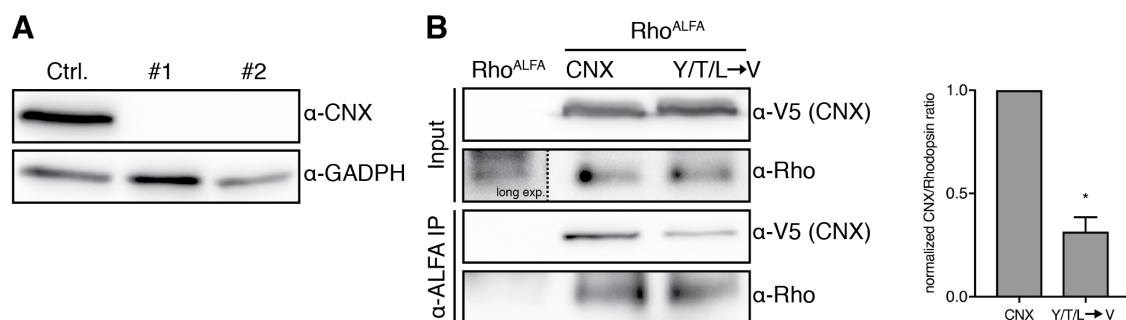 A
Ctrl. #1 #2
α-CNX
α-GADPH
B
Rho^ALFA
Rho^ALFA CNX Y/T/L→V
Input
α-V5 (CNX)
long exp.
α-Rho
α-ALFA IP
α-V5 (CNX)
α-Rho
normalized CNX/Rhodopsin ratio
1.0
0.5
0.0
*
CNX Y/T/L→V